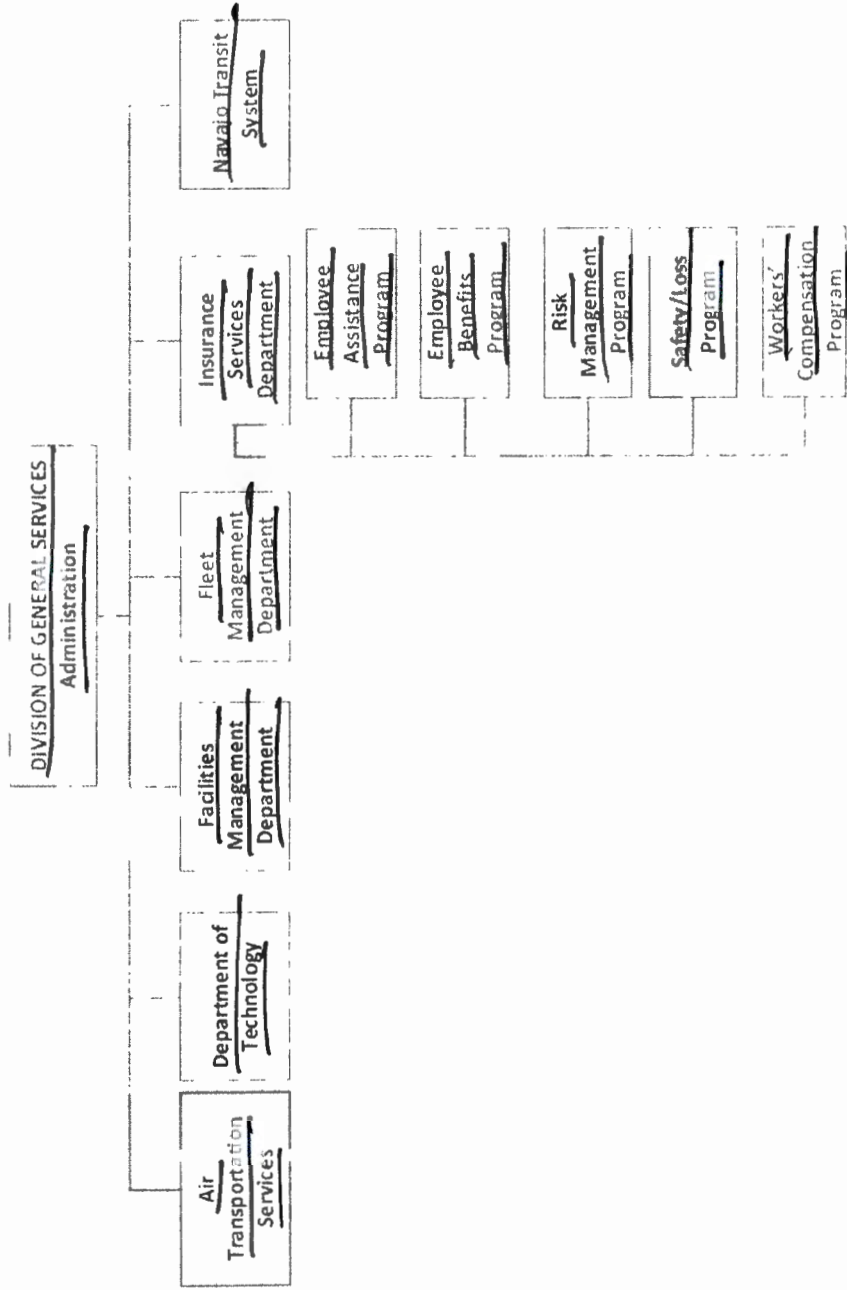 DIVISION OF GENERAL SERVICES
Administration
Air
Transportation
Services
Department of
Technology
Facilities
Management
Department
Fleet
Management
Department
Insurance
Services
Department
Navajo Transit
System
Employee
Assistance
Program
Employee
Benefits
Program
Risk
Management
Program
Safety/Loss
Program
Workers'
Compensation
Program